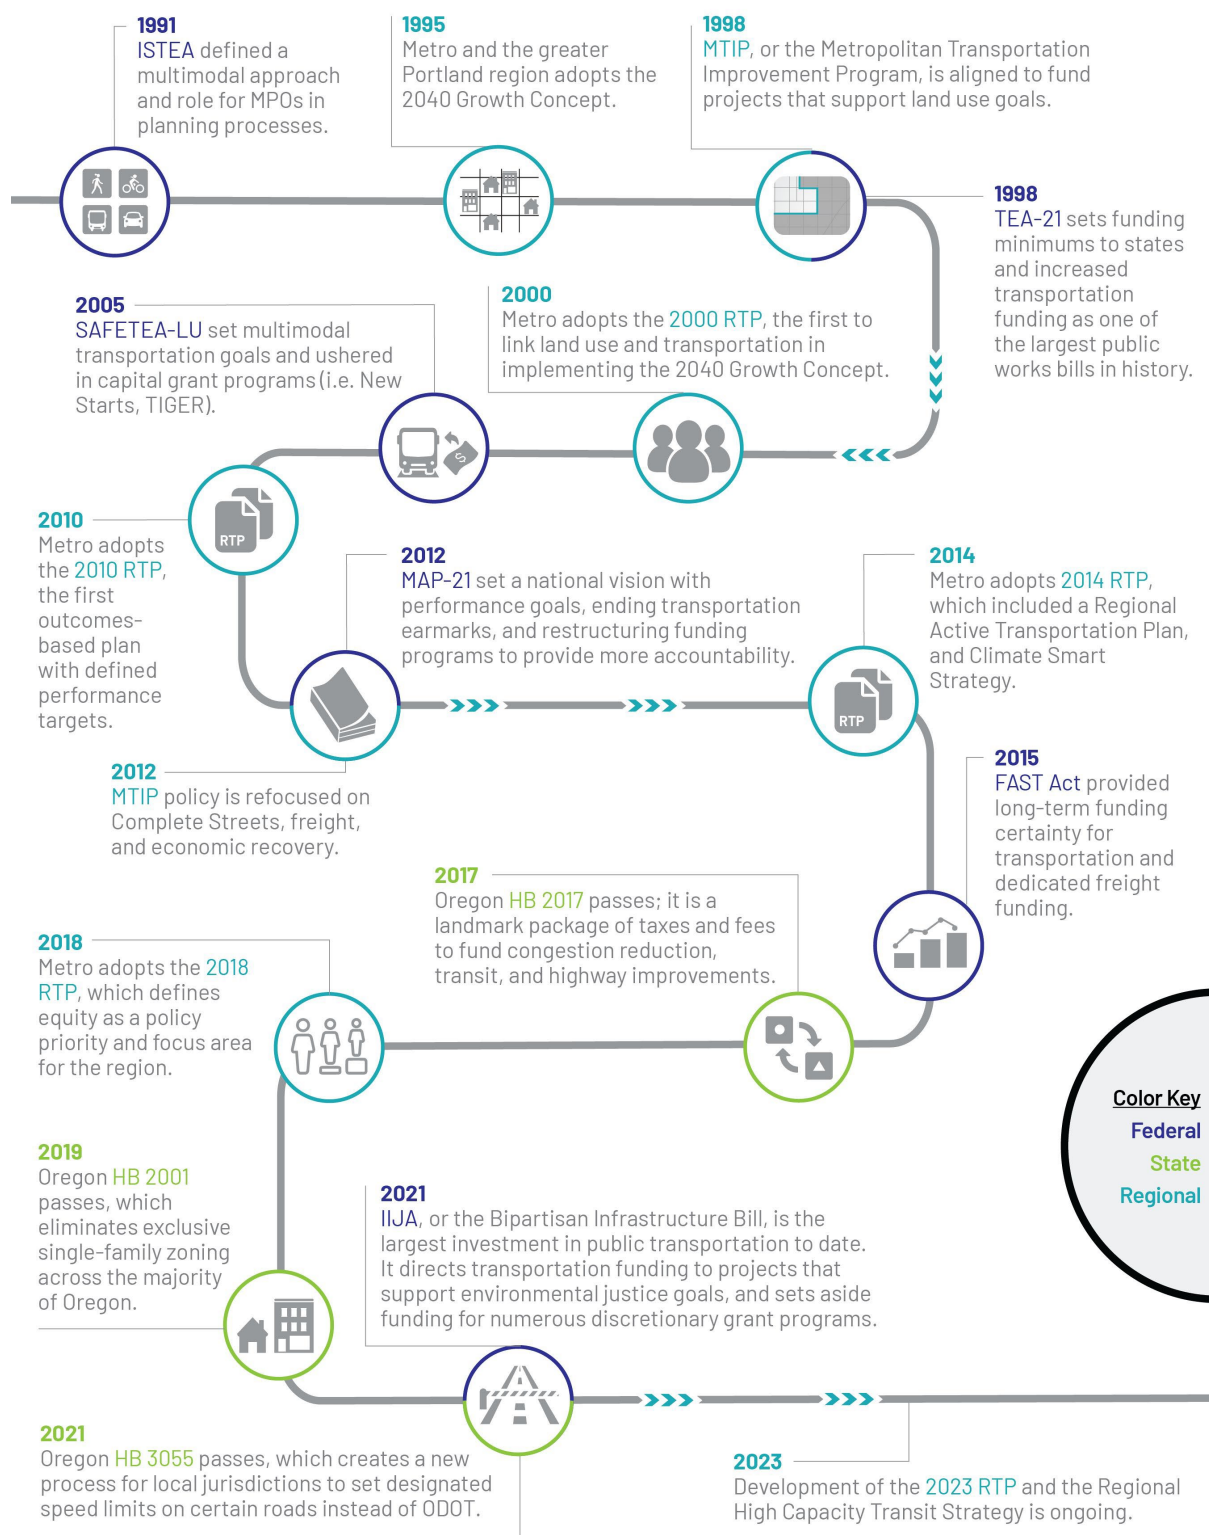 1991
ISTEA defined a
multimodal approach
and role for MPOs in
planning processes.
1995
Metro and the greater
Portland region adopts the
2040 Growth Concept.
1998
MTIP, or the Metropolitan Transportation
Improvement Program, is aligned to fund
projects that support land use goals.
1998
TEA-21 sets funding
minimums to states
and increased
transportation
funding as one of
the largest public
works bills in history.
2000
Metro adopts the 2000 RTP, the first to
link land use and transportation in
implementing the 2040 Growth Concept.
2005
SAFETEA-LU set multimodal
transportation goals and ushered
in capital grant programs (i.e. New
Starts, TIGER).
$
RTP
2010
Metro adopts
the 2010 RTP,
the first
outcomes-
based plan
with defined
performance
targets.
2012
MAP-21 set a national vision with
performance goals, ending transportation
earmarks, and restructuring funding
programs to provide more accountability.
2012
MTIP policy is refocused on
Complete Streets, freight,
and economic recovery.
2014
Metro adopts 2014 RTP,
which included a Regional
Active Transportation Plan,
and Climate Smart
Strategy.
RTP
2015
FAST Act provided
long-term funding
certainty for
transportation and
dedicated freight
funding.
2017
Oregon HB 2017 passes; it is a
landmark package of taxes and fees
to fund congestion reduction,
transit, and highway improvements.
2018
Metro adopts the 2018
RTP, which defines
equity as a policy
priority and focus area
for the region.
2019
Oregon HB 2001
passes, which
eliminates exclusive
single-family zoning
across the majority
of Oregon.
2021
IIJA, or the Bipartisan Infrastructure Bill, is the
largest investment in public transportation to date.
It directs transportation funding to projects that
support environmental justice goals, and sets aside
funding for numerous discretionary grant programs.
2021
Oregon HB 3055 passes, which creates a new
process for local jurisdictions to set designated
speed limits on certain roads instead of ODOT.
2023
Development of the 2023 RTP and the Regional
High Capacity Transit Strategy is ongoing.
Color Key
Federal
State
Regional